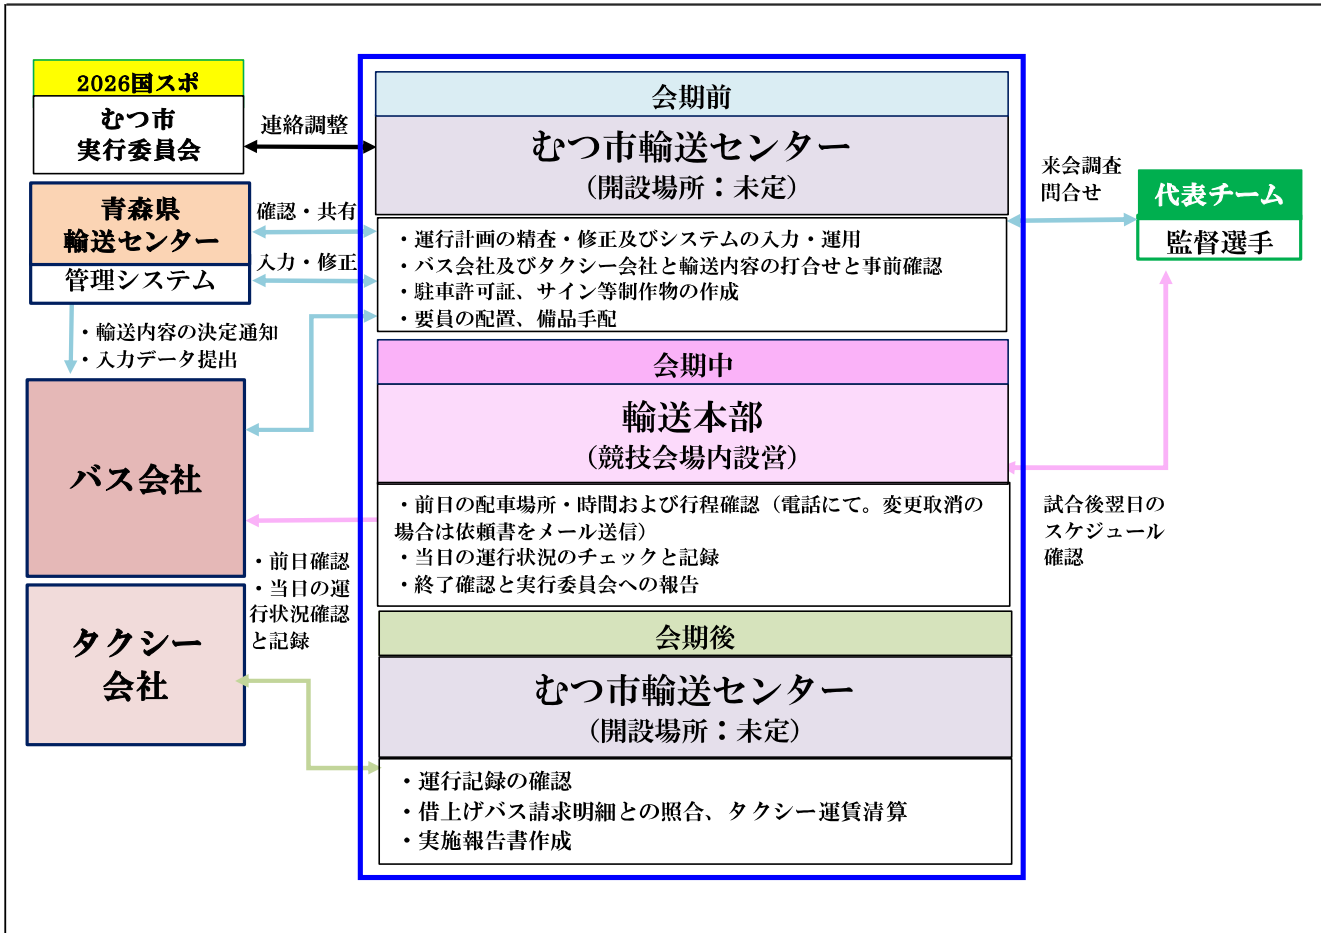 2026国スポ
むつ市
実行委員会
連絡調整
青森県
輸送センター
管理システム
確認・共有
入力・修正
・輸送内容の決定通知
・入力データ提出
バス会社
・前日確認
・当日の運
行状況確認
と記録
タクシー
会社
会期前
むつ市輸送センター
（開設場所：未定）
・運行計画の精査・修正及びシステムの入力・運用
・バス会社及びタクシー会社と輸送内容の打合せと事前確認
・駐車許可証、サイン等制作物の作成
・要員の配置、備品手配
会期中
輸送本部
（競技会場内設営）
・前日の配車場所・時間および行程確認（電話にて。変更取消の
場合は依頼書をメール送信）
・当日の運行状況のチェックと記録
・終了確認と実行委員会への報告
会期後
むつ市輸送センター
（開設場所：未定）
・運行記録の確認
・借上げバス請求明細との照合、タクシー運賃清算
・実施報告書作成
来会調査
問合せ
代表チーム
監督選手
試合後翌日の
スケジュール
確認